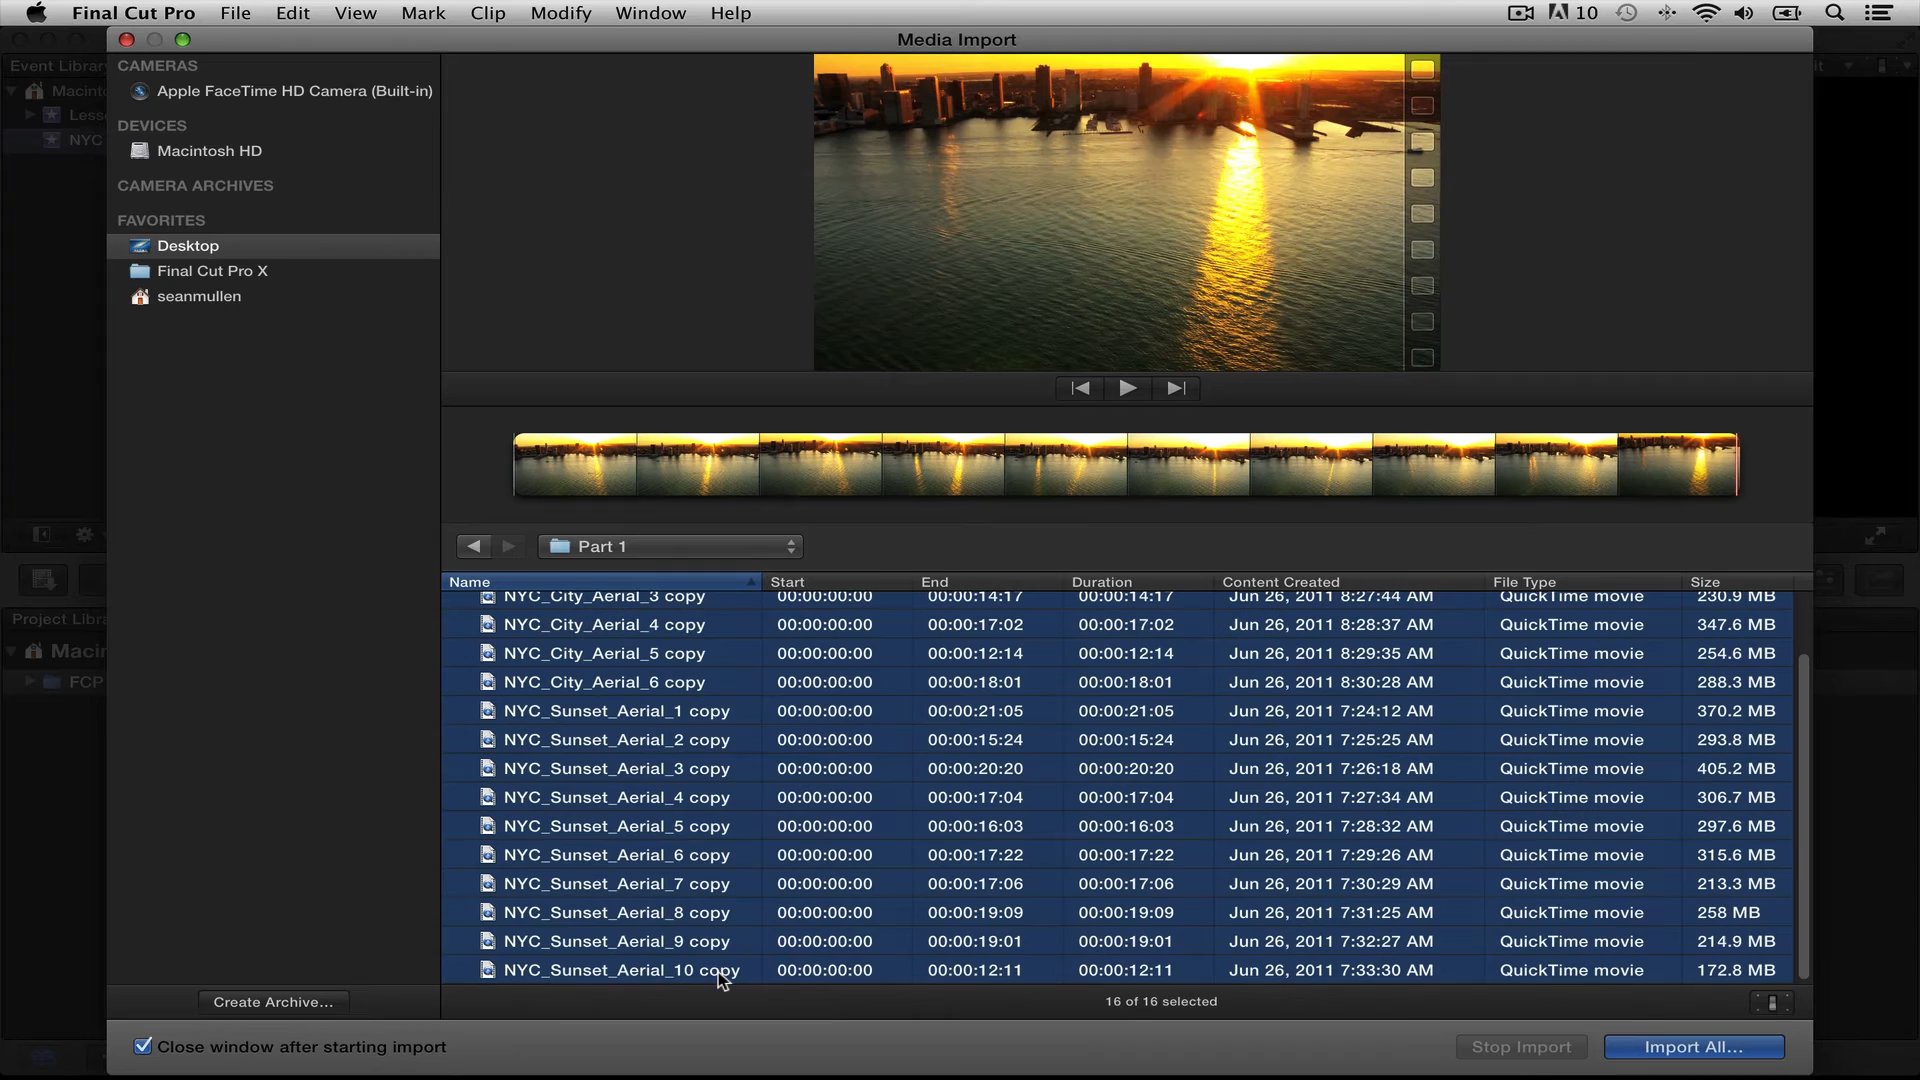 Final Cut Pro File Edit View Mark Clip Modify Window Help 10
Media Import
Event Library
CAMERAS
Apple FaceTime HD Camera (Built-in)
DEVICES
Macintosh HD
CAMERA ARCHIVES
FAVORITES
Desktop
Final Cut Pro X
seanmullen
NYC
Project Libra
Macin
FCP
Part 1
Name Start End Duration Content Created File Type Size
NYC_City_Aerial_3 copy 00:00:00:00 00:00:14:17 00:00:14:17 Jun 26, 2011 8:27:44 AM QuickTime movie 230.9 MB
NYC_City_Aerial_4 copy 00:00:00:00 00:00:17:02 00:00:17:02 Jun 26, 2011 8:28:37 AM QuickTime movie 347.6 MB
NYC_City_Aerial_5 copy 00:00:00:00 00:00:12:14 00:00:12:14 Jun 26, 2011 8:29:35 AM QuickTime movie 254.6 MB
NYC_City_Aerial_6 copy 00:00:00:00 00:00:18:01 00:00:18:01 Jun 26, 2011 8:30:28 AM QuickTime movie 288.3 MB
NYC_Sunset_Aerial_1 copy 00:00:00:00 00:00:21:05 00:00:21:05 Jun 26, 2011 7:24:12 AM QuickTime movie 370.2 MB
NYC_Sunset_Aerial_2 copy 00:00:00:00 00:00:15:24 00:00:15:24 Jun 26, 2011 7:25:25 AM QuickTime movie 293.8 MB
NYC_Sunset_Aerial_3 copy 00:00:00:00 00:00:20:20 00:00:20:20 Jun 26, 2011 7:26:18 AM QuickTime movie 405.2 MB
NYC_Sunset_Aerial_4 copy 00:00:00:00 00:00:17:04 00:00:17:04 Jun 26, 2011 7:27:34 AM QuickTime movie 306.7 MB
NYC_Sunset_Aerial_5 copy 00:00:00:00 00:00:16:03 00:00:16:03 Jun 26, 2011 7:28:32 AM QuickTime movie 297.6 MB
NYC_Sunset_Aerial_6 copy 00:00:00:00 00:00:17:22 00:00:17:22 Jun 26, 2011 7:29:26 AM QuickTime movie 315.6 MB
NYC_Sunset_Aerial_7 copy 00:00:00:00 00:00:17:06 00:00:17:06 Jun 26, 2011 7:30:29 AM QuickTime movie 213.3 MB
NYC_Sunset_Aerial_8 copy 00:00:00:00 00:00:19:09 00:00:19:09 Jun 26, 2011 7:31:25 AM QuickTime movie 258 MB
NYC_Sunset_Aerial_9 copy 00:00:00:00 00:00:19:01 00:00:19:01 Jun 26, 2011 7:32:27 AM QuickTime movie 214.9 MB
NYC_Sunset_Aerial_10 copy 00:00:00:00 00:00:12:11 00:00:12:11 Jun 26, 2011 7:33:30 AM QuickTime movie 172.8 MB
Create Archive... 16 of 16 selected
Close window after starting import Stop Import Import All...